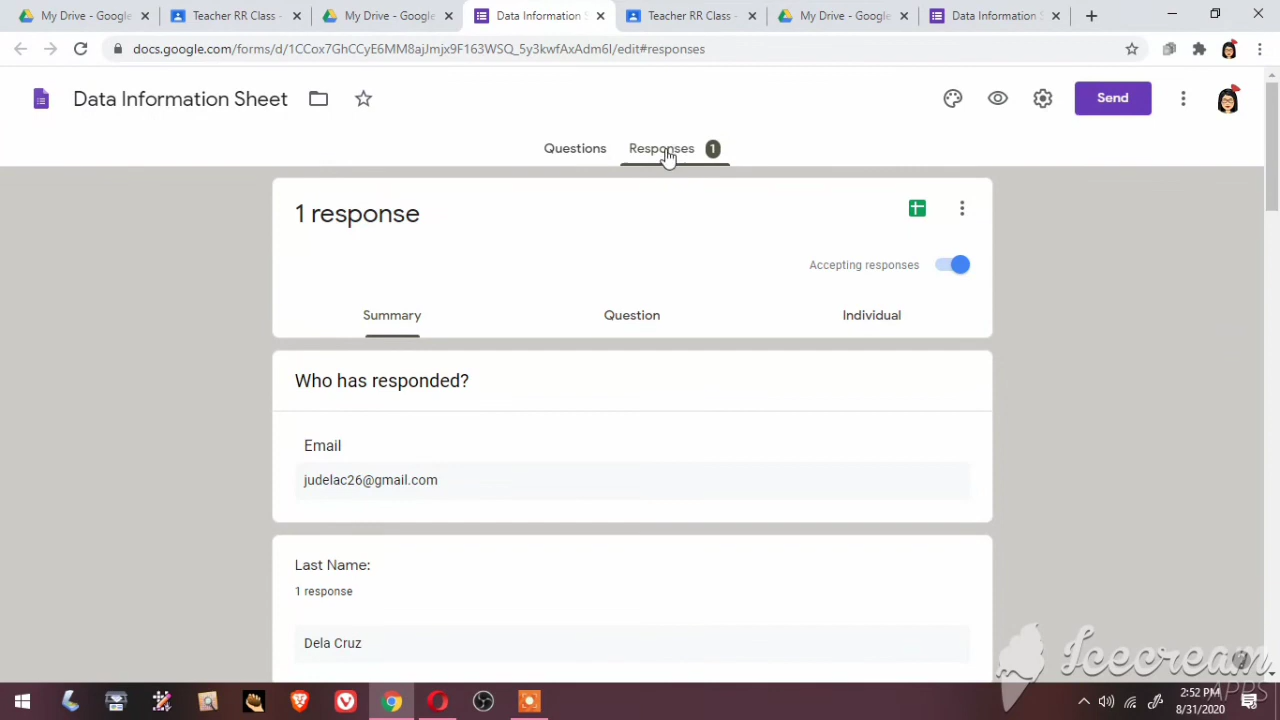 My Drive - Google
Teacher RR Class -
My Drive - Google
Data Information S
Teacher RR Class -
My Drive - Google
Data Information S
docs.google.com/forms/d/1CCox7GhCCyE6MM8ajJmjx9F163WSQ_5y3kwfAxAdm6I/edit#responses
Data Information Sheet
Send
Questions
Responses 1
1 response
Accepting responses
Summary
Question
Individual
Who has responded?
Email
judelac26@gmail.com
Last Name:
1 response
Dela Cruz
Icecream
APPS
2:52 PM
8/31/2020